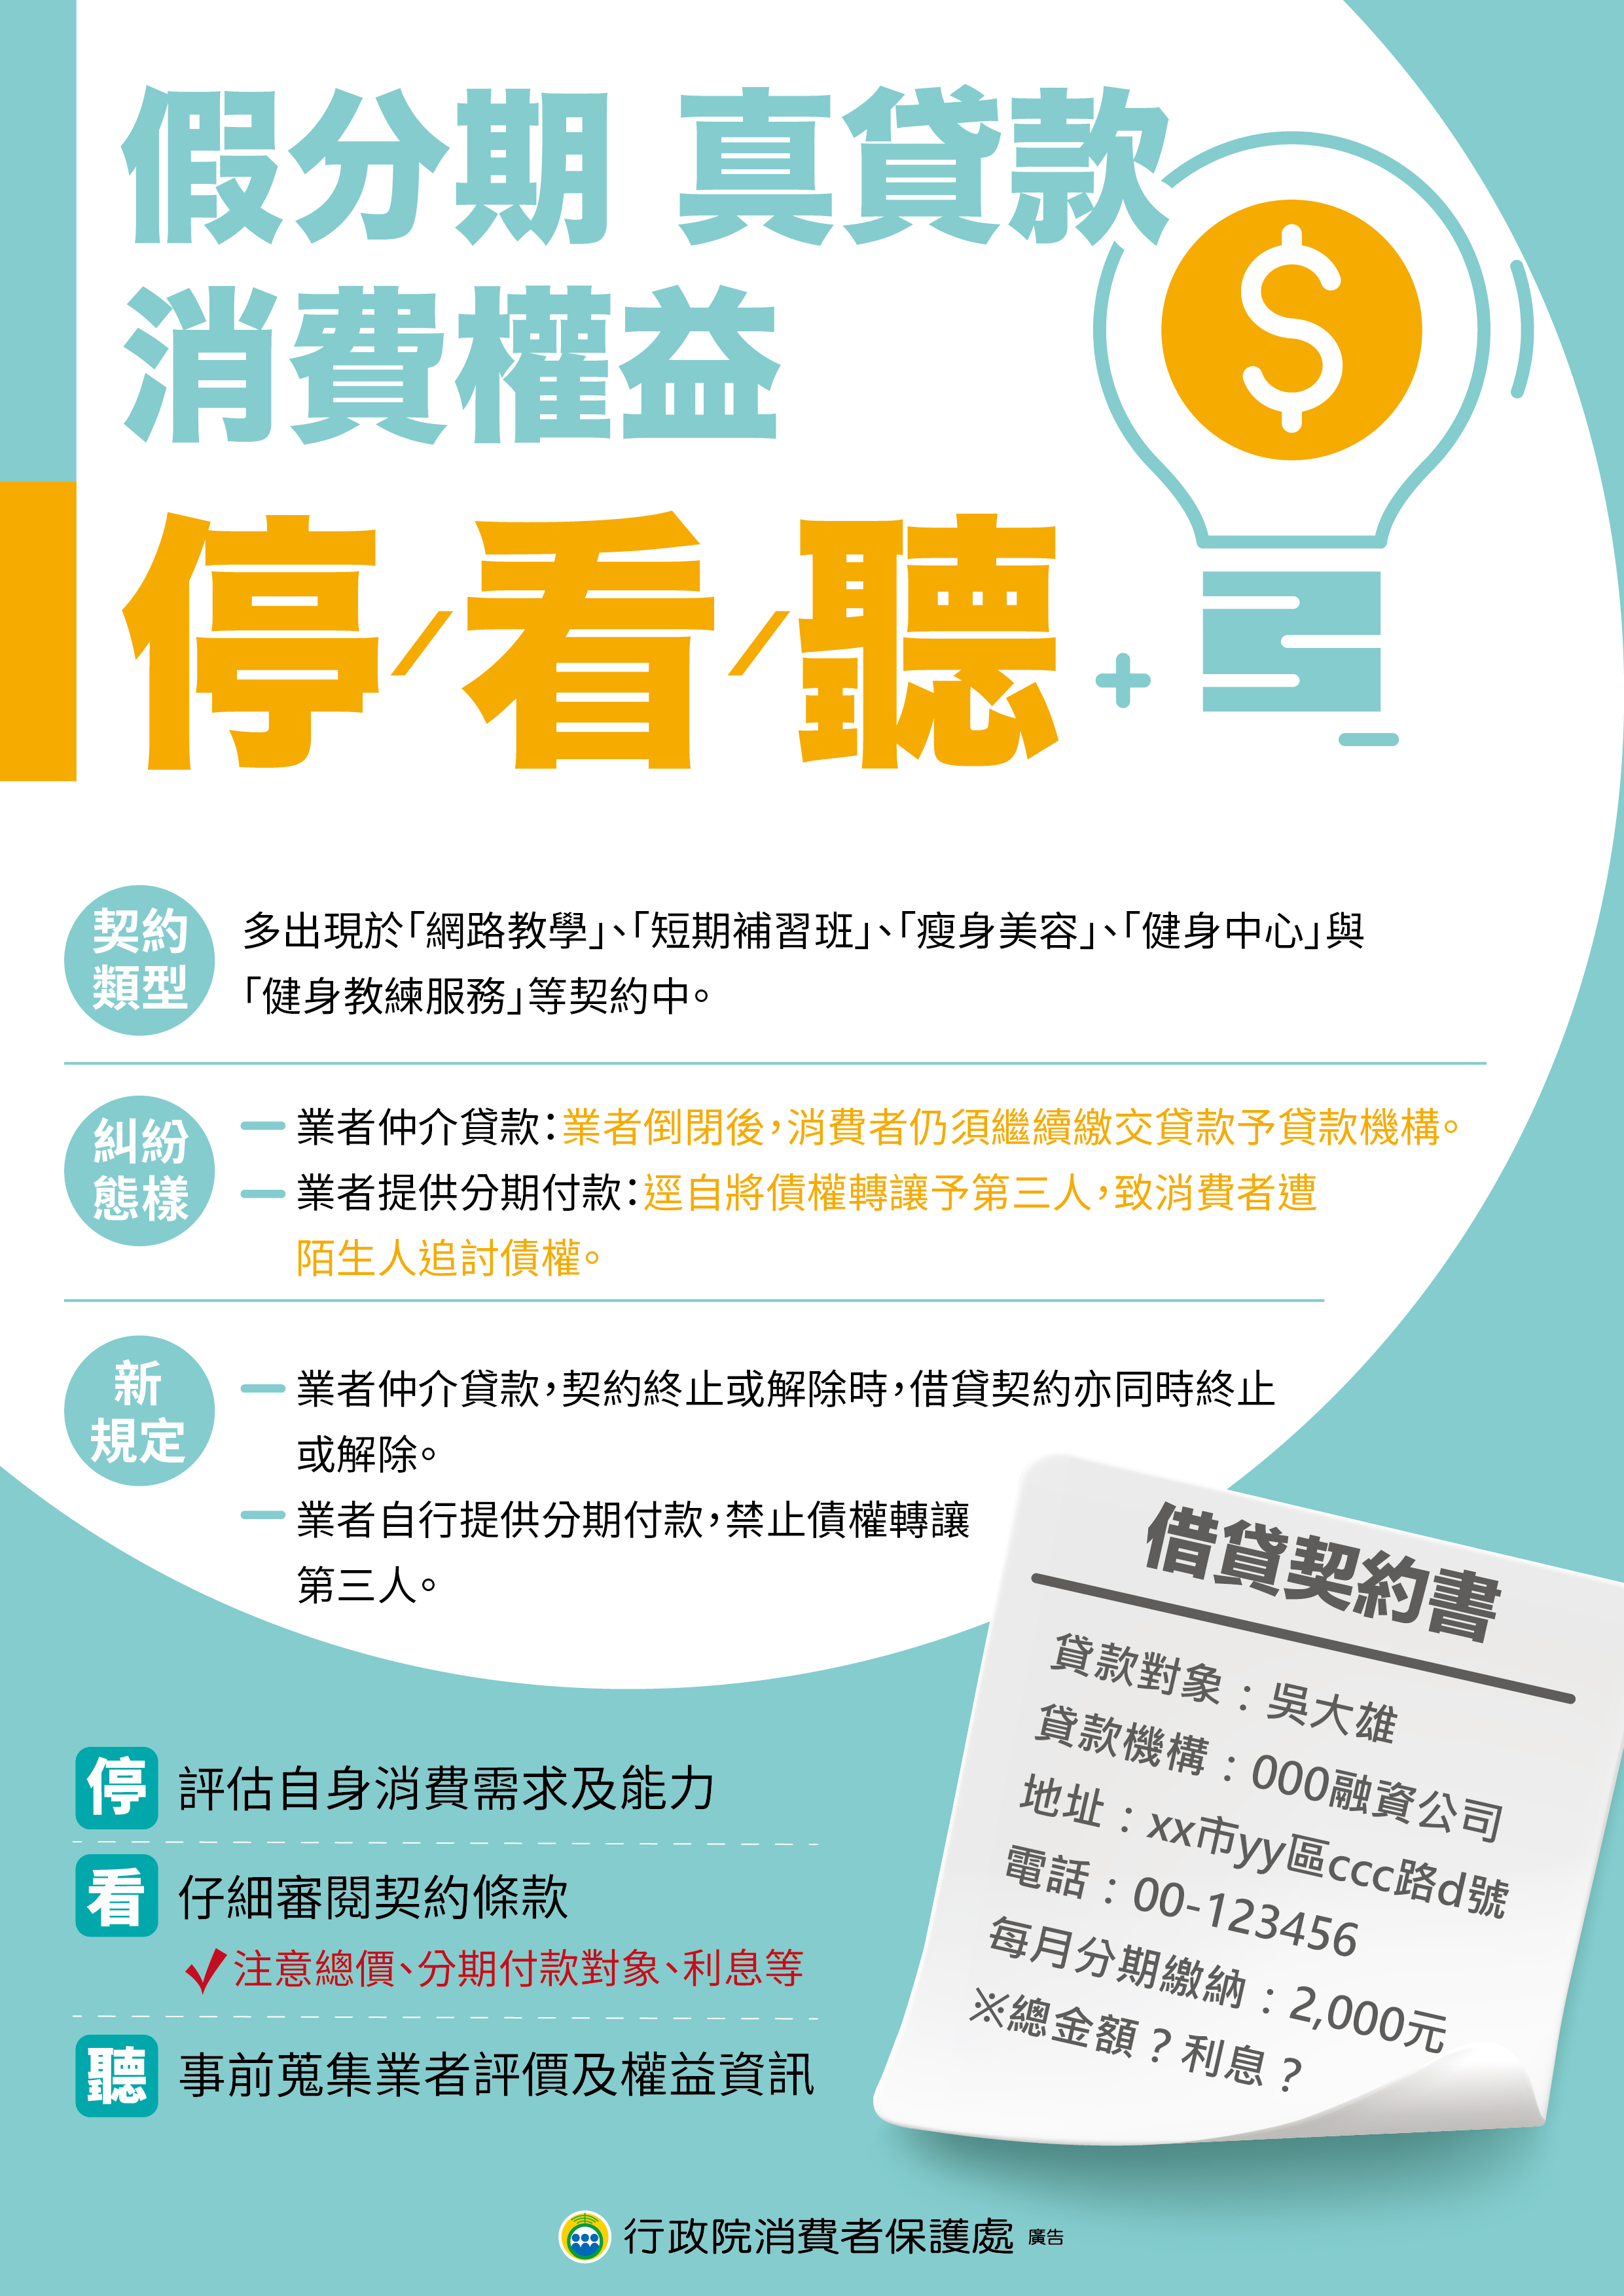 假分期 真貸款
消費權益
停/看/聽
契約
類型
多出現於「網路教學」、「短期補習班」、「瘦身美容」、「健身中心」與
「健身教練服務」等契約中。
糾紛
態樣
業者仲介貸款：業者倒閉後，消費者仍須繼續繳交貸款予貸款機構。
業者提供分期付款：逕自將債權轉讓予第三人，致消費者遭
陌生人追討債權。
新
規定
業者仲介貸款，契約終止或解除時，借貸契約亦同時終止
或解除。
業者自行提供分期付款，禁止債權轉讓
第三人。
借貸契約書
貸款對象：吳大雄
貸款機構：000融資公司
地址：xx市yy區ccc路d號
電話：00-123456
每月分期繳納：2,000元
※總金額？利息？
停 評估自身消費需求及能力
看 仔細審閱契約條款
注意總價、分期付款對象、利息等
聽 事前蒐集業者評價及權益資訊
行政院消費者保護處 廣告